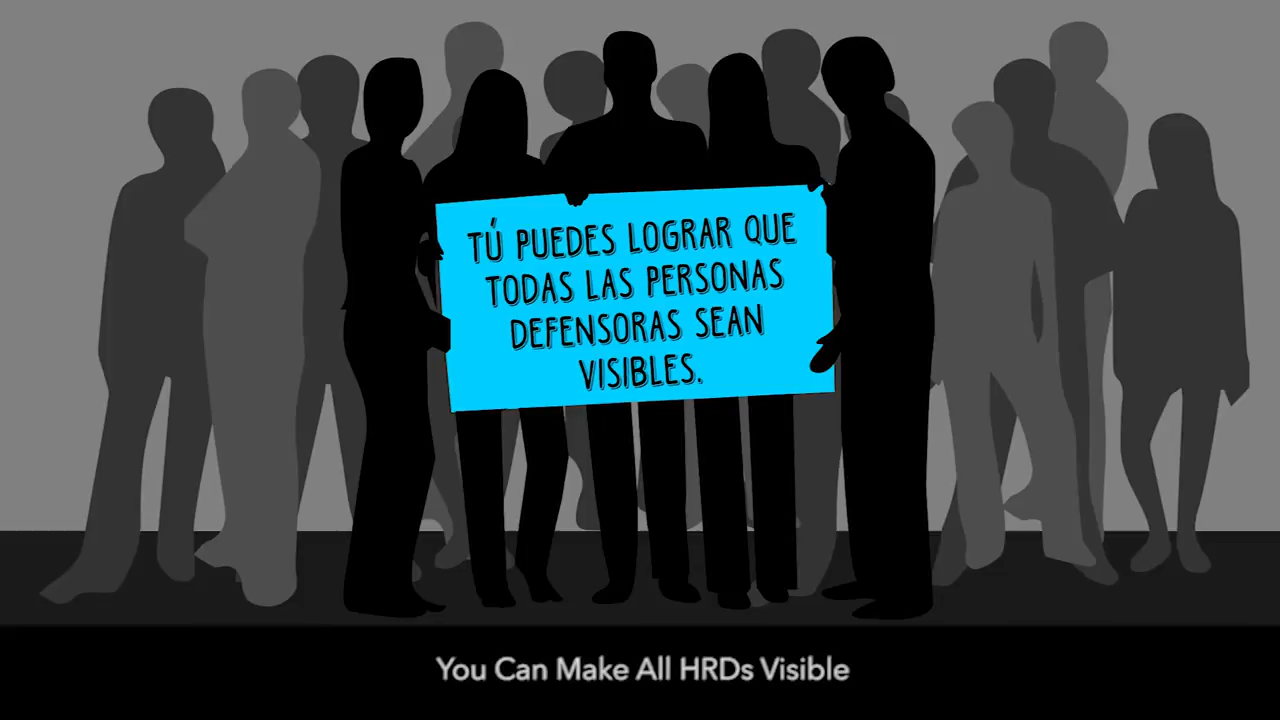 TÚ PUEDES LOGRAR QUE
TODAS LAS PERSONAS
DEFENSORAS SEAN
VISIBLES.
You Can Make All HRDs Visible